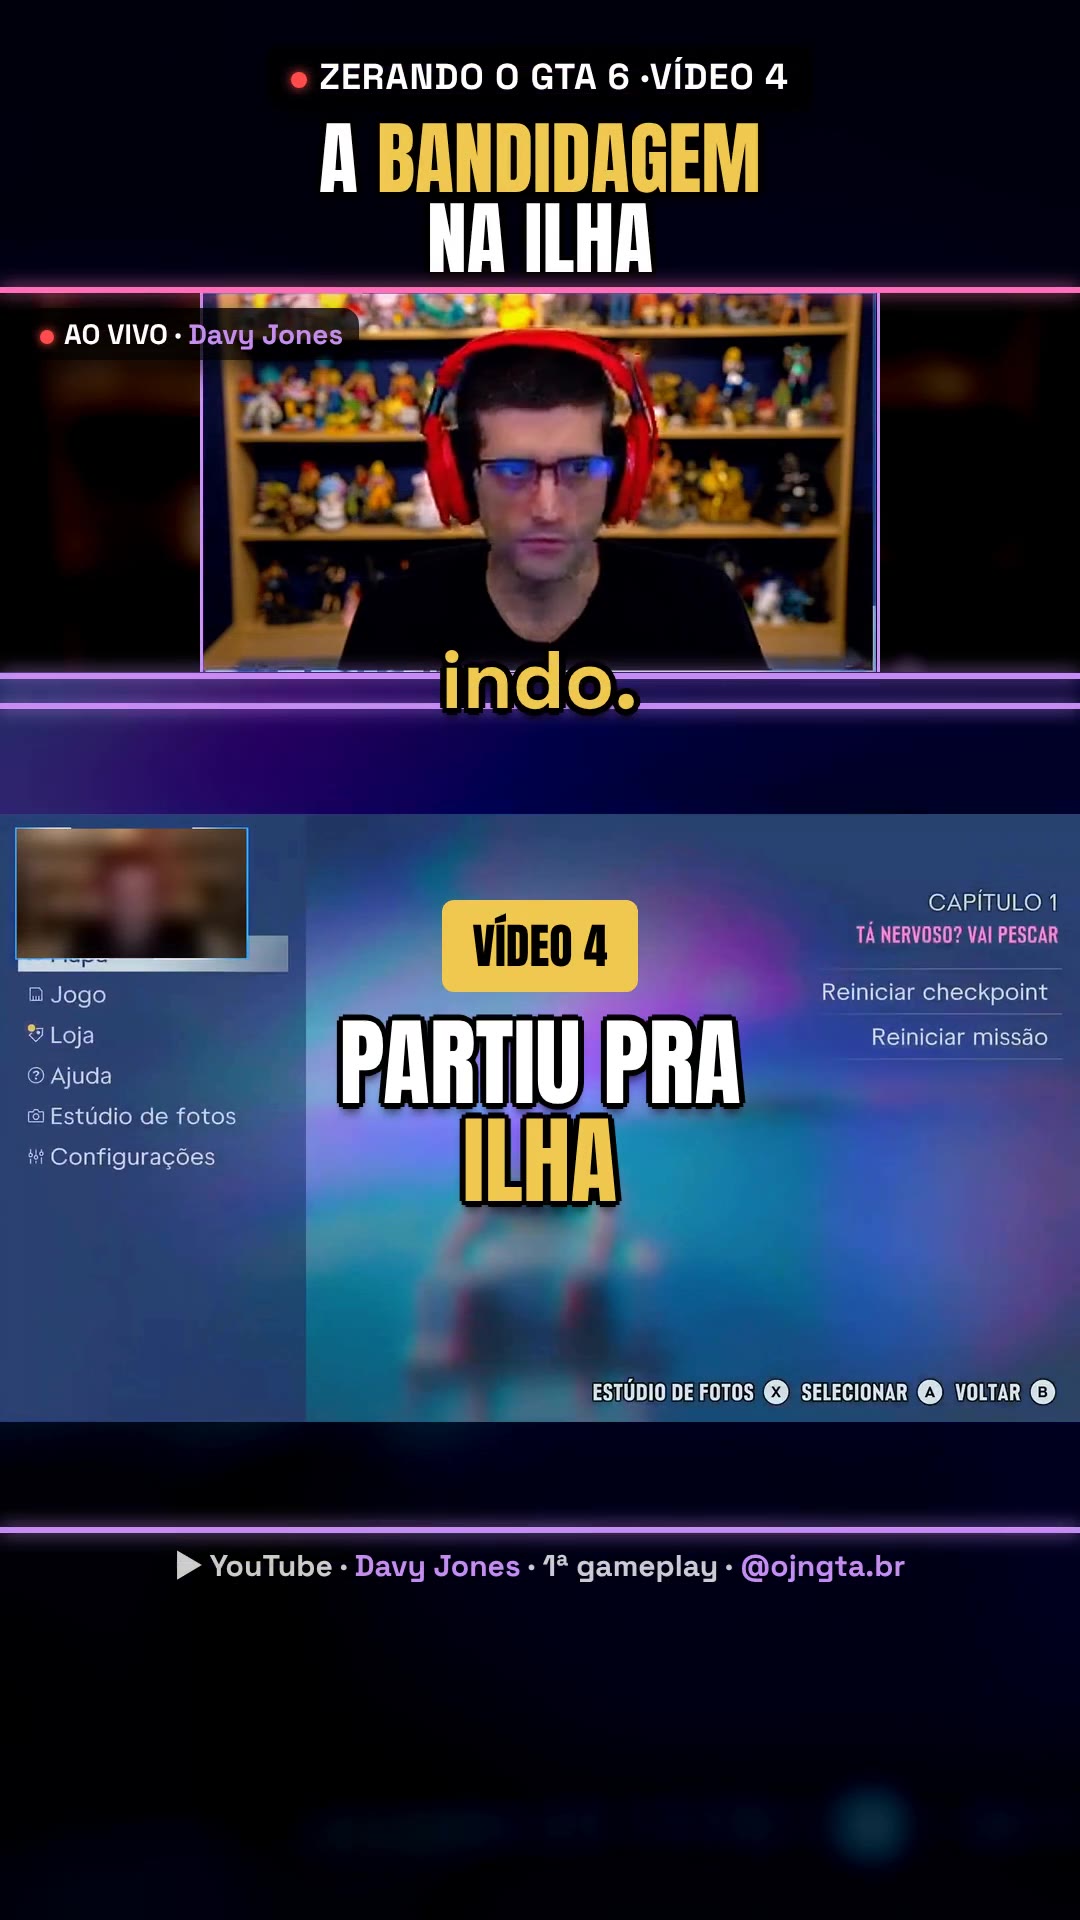 ZERANDO O GTA 6 ·VÍDEO 4
A BANDIDAGEM
NA ILHA
AO VIVO · Davy Jones
indo.
CAPÍTULO 1
TÁ NERVOSO? VAI PESCAR
Reiniciar checkpoint
Reiniciar missão
Jogo
Loja
Ajuda
Estúdio de fotos
Configurações
VÍDEO 4
PARTIU PRA
ILHA
ESTÚDIO DE FOTOS X SELECIONAR A VOLTAR B
YouTube · Davy Jones · 1ª gameplay · @ojngta.br